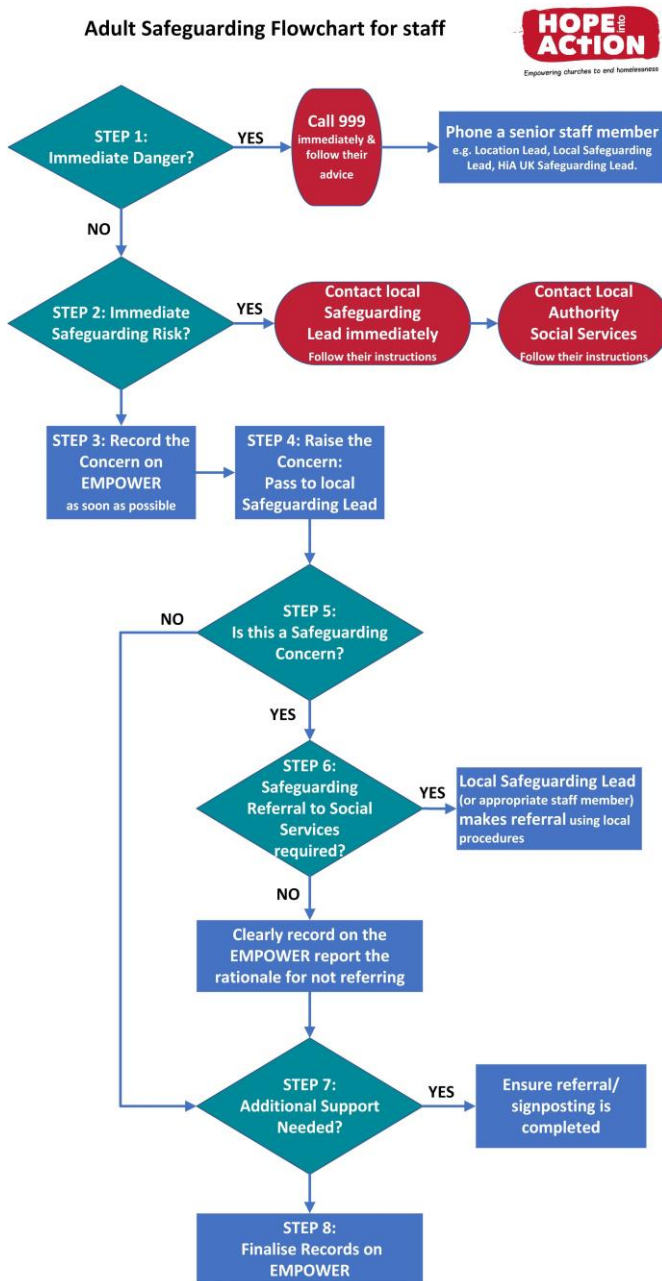 Adult Safeguarding Flowchart for staff
HOPE
into
ACTION
Empowering churches to end homelessness
STEP 1:
Immediate Danger?
YES
Call 999
immediately &
follow their
advice
Phone a senior staff member
e.g. Location Lead, Local Safeguarding
Lead, HiA UK Safeguarding Lead.
NO
STEP 2: Immediate
Safeguarding Risk?
YES
Contact local
Safeguarding
Lead immediately
Follow their instructions
Contact Local
Authority
Social Services
Follow their instructions
STEP 3: Record the
Concern on
EMPOWER
as soon as possible
STEP 4: Raise the
Concern:
Pass to local
Safeguarding Lead
STEP 5:
Is this a Safeguarding
Concern?
NO
YES
STEP 6:
Safeguarding
Referral to Social
Services
required?
YES
Local Safeguarding Lead
(or appropriate staff member)
makes referral using local
procedures
NO
Clearly record on the
EMPOWER report the
rationale for not referring
STEP 7:
Additional Support
Needed?
YES
Ensure referral/
signposting is
completed
STEP 8:
Finalise Records on
EMPOWER